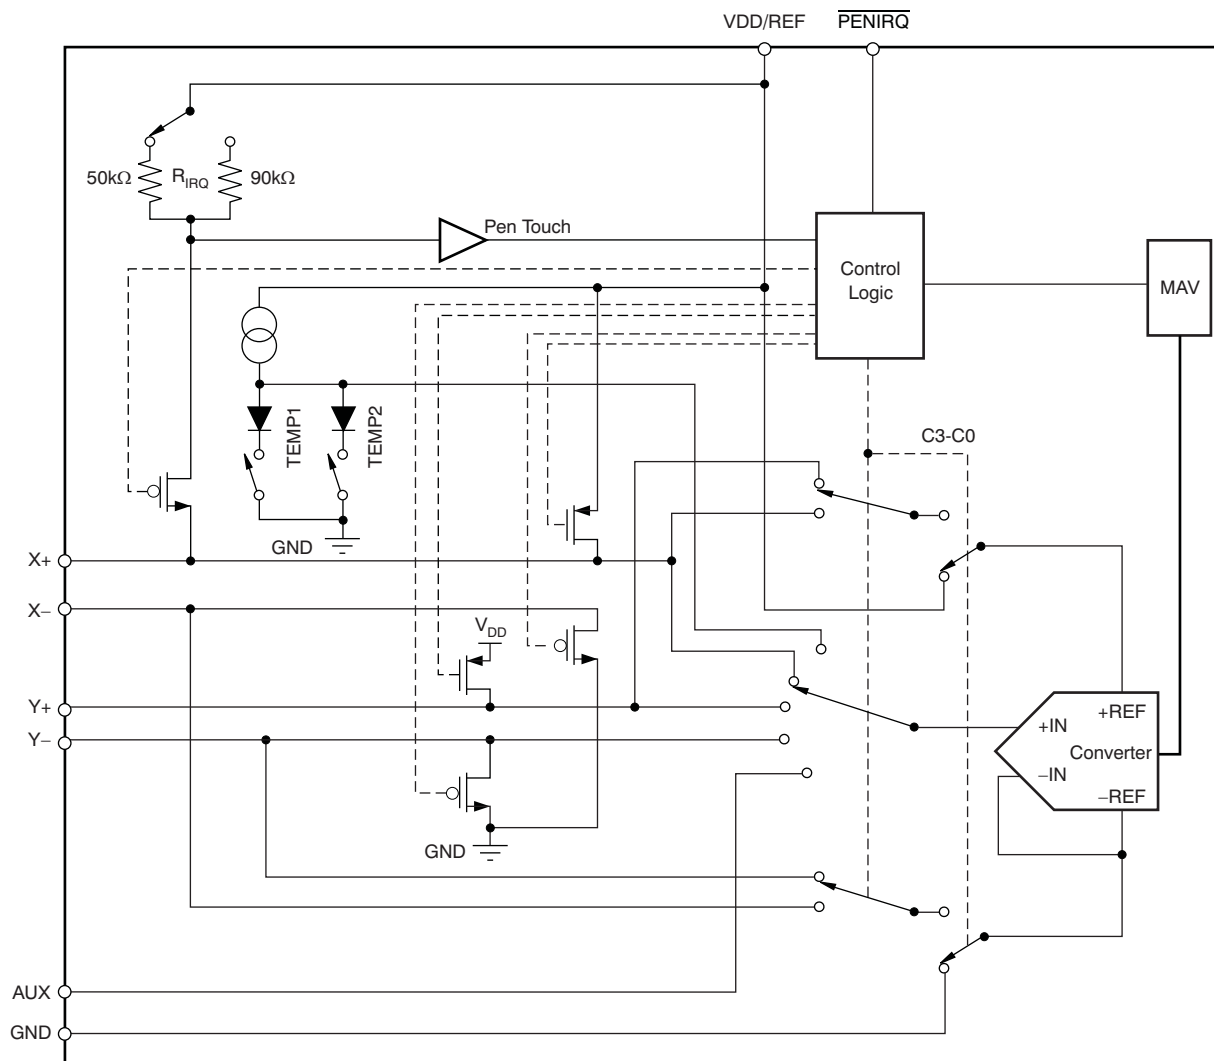 VDD/REF
PENIRQ
50kΩ
RIRQ
90kΩ
Pen Touch
Control
Logic
MAV
TEMP1
TEMP2
C3-C0
GND
X+
X−
VDD
Y+
Y−
+IN
+REF
Converter
−IN
−REF
GND
AUX
GND